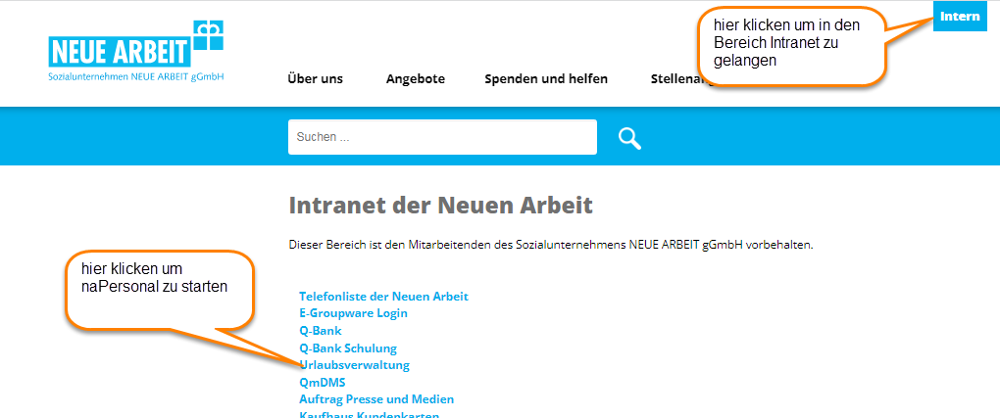 Intern
hier klicken um in den
Bereich Intranet zu
gelangen
NEUE ARBEIT
Sozialunternehmen NEUE ARBEIT gGmbH
Über uns
Angebote
Spenden und helfen
Suchen ...
Intranet der Neuen Arbeit
Dieser Bereich ist den Mitarbeitenden des Sozialunternehmens NEUE ARBEIT gGmbH vorbehalten.
hier klicken um
naPersonal zu starten
Telefonliste der Neuen Arbeit
E-Groupware Login
Q-Bank
Q-Bank Schulung
Urlaubsverwaltung
QmDMS
Auftrag Presse und Medien
Kaufhaus Kundenkarten